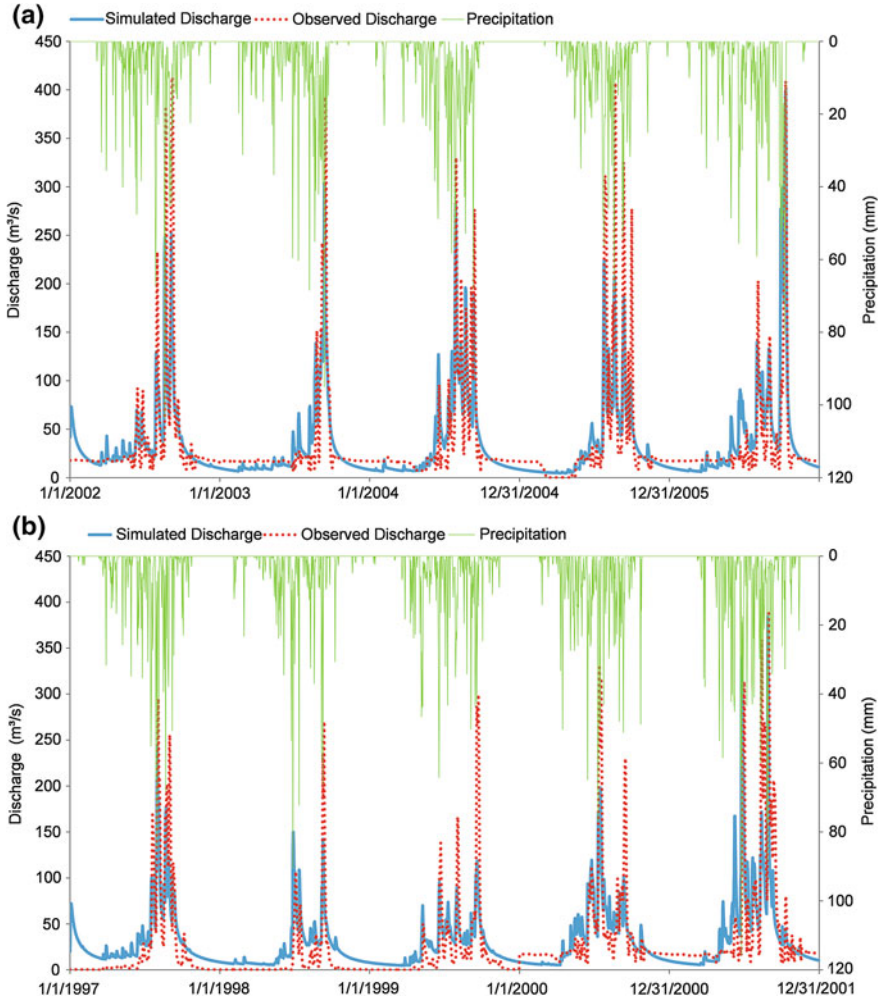 (a)
Simulated Discharge Observed Discharge Precipitation
450 0
400
350 20
300
250 40
200
60
150
80
100
100
50
0 120
Discharge (m³/s)
Precipitation (mm)
1/1/2002 1/1/2003 1/1/2004 12/31/2004 12/31/2005
(b)
Simulated Discharge Observed Discharge Precipitation
450 0
400
350 20
300
40
250
200 60
150
80
100
100
50
0 120
Discharge (m³/s)
Precipitation (mm)
1/1/1997 1/1/1998 1/1/1999 1/1/2000 12/31/2000 12/31/2001